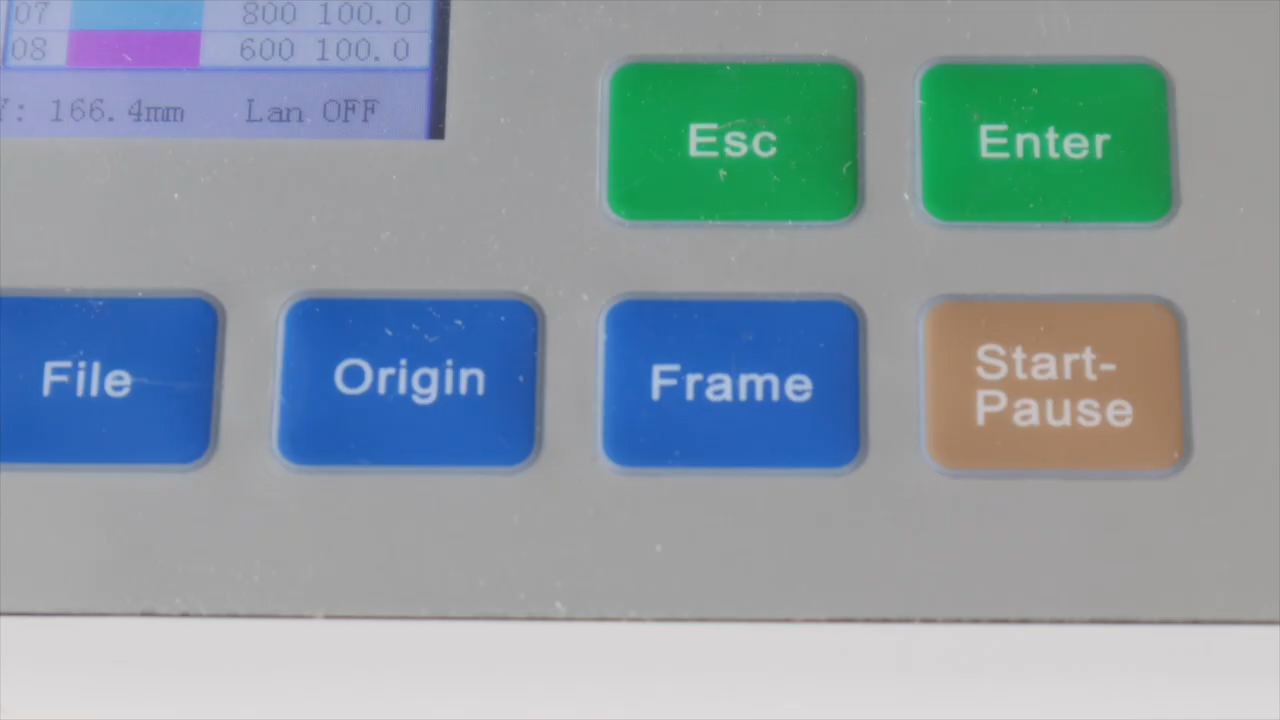 07 800 100.0
08 600 100.0
Y: 166.4mm Lan OFF
Esc
Enter
File
Origin
Frame
Start-
Pause